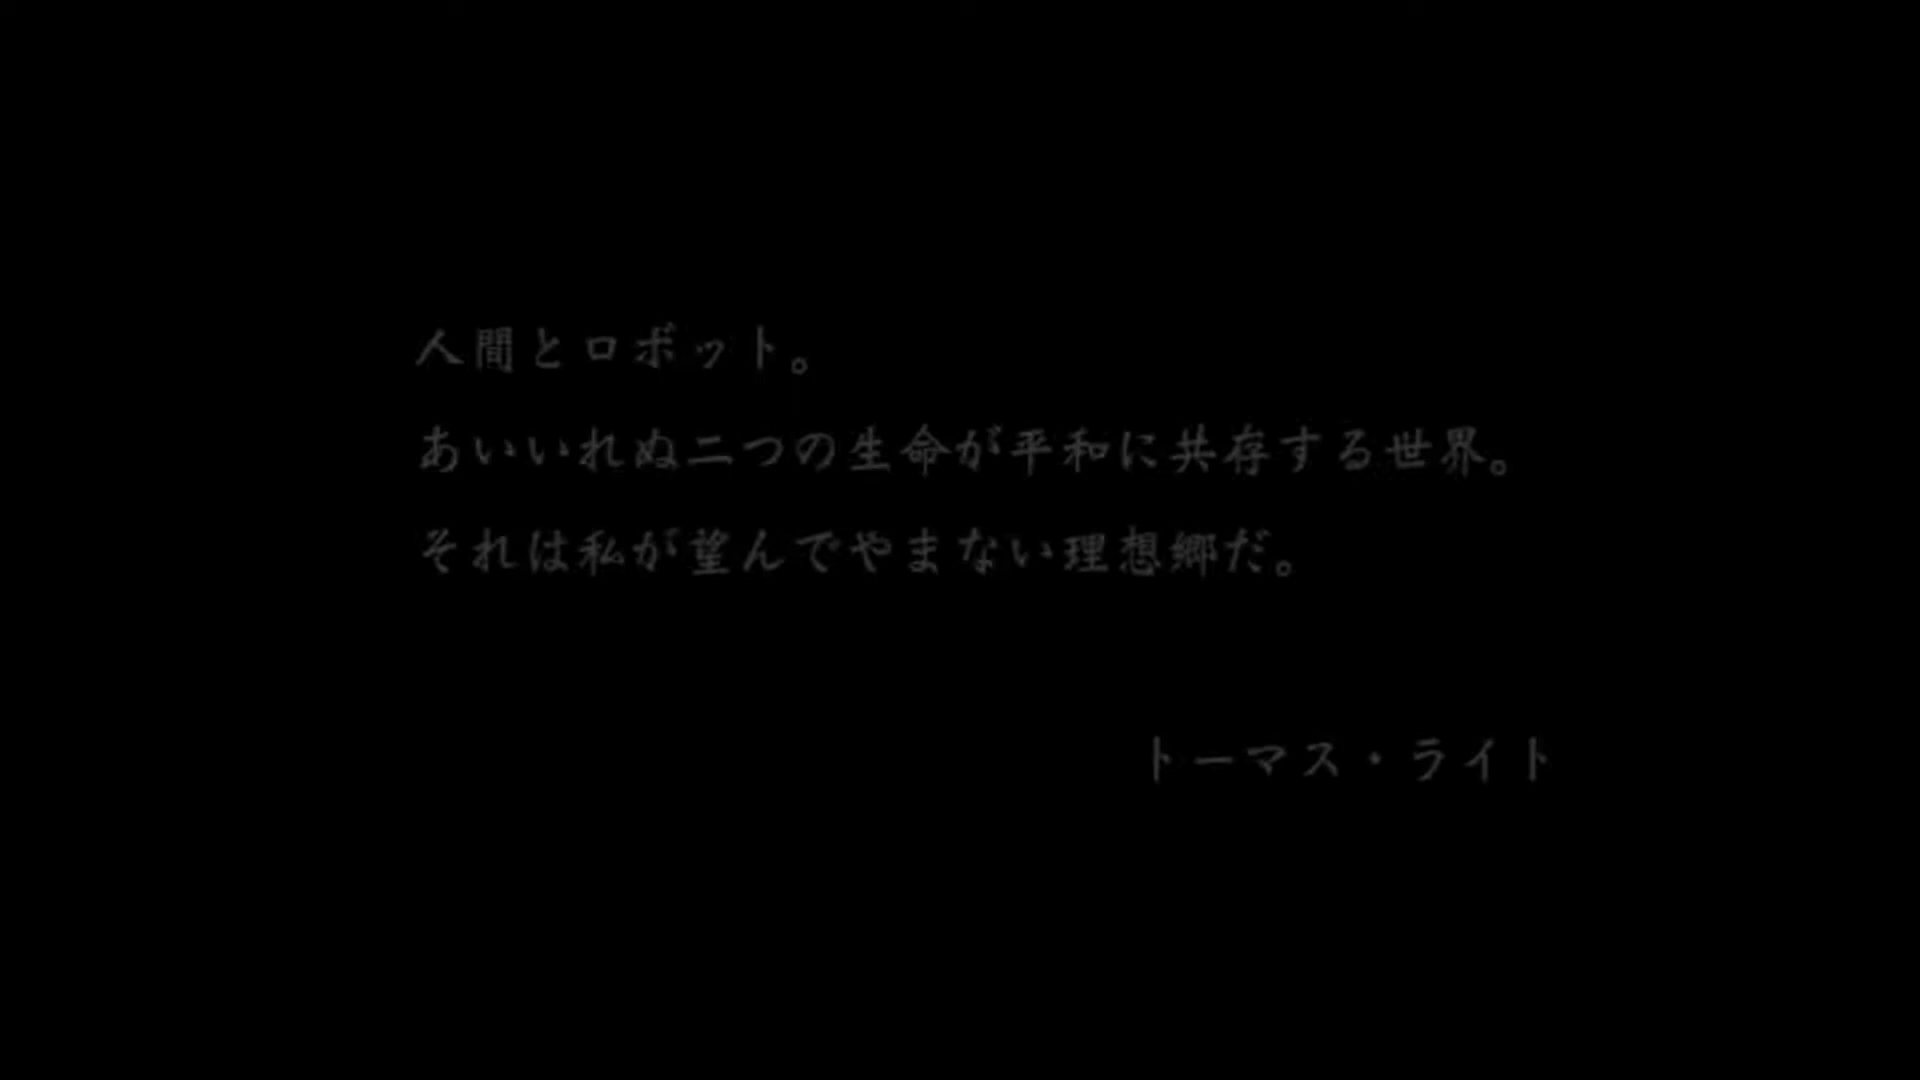 人間とロボット。
あいいれぬ二つの生命が平和に共存する世界。
それは私が望んでやまない理想郷だ。
トーマス・ライト